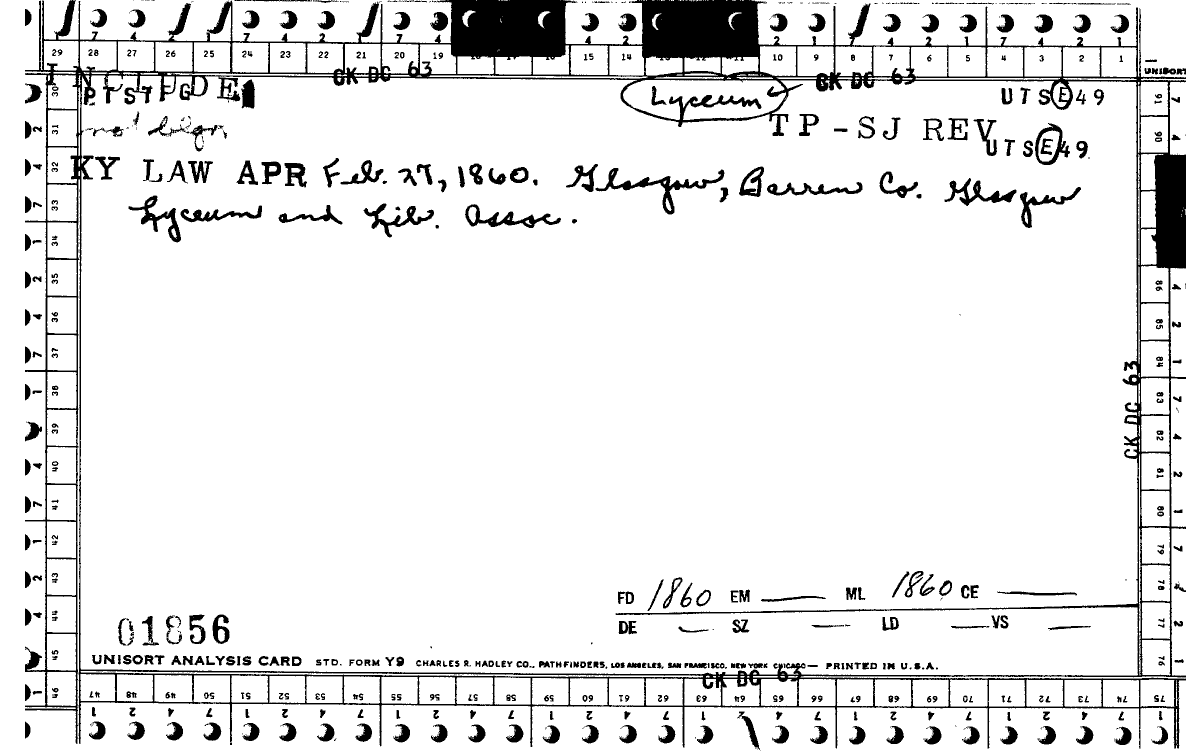 7 4 2 1 7 4 2 1 7 4 4 2 2 1 7 4 2 1 7 4 2 1
29 28 27 26 25 24 23 22 21 20 19 15 14 11 10 9 8 7 6 5 4 3 2 1
CK DC 63
CK DC 63
UNISORT
INCLUDE
PTSTPG
Lyceum
UTSE49
not blgn
TP-SJ REV
UTSE49
KY LAW APR Feb. 27, 1860. Glasgow, Barren Co. Glasgow
Lyceum and Lib. Assoc.
30 31 32 33 34 35 36 37 38 39 40 41 42 43 44 45 46
91 90 86 85 84 83 82 81 80 79 78 77 76
CK DC 63
FD 1860 EM — ML 1860 CE —
DE — SZ — LD — VS —
01856
UNISORT ANALYSIS CARD STD. FORM Y9 CHARLES R. HADLEY CO., PATHFINDERS, LOS ANGELES, SAN FRANCISCO, NEW YORK CHICAGO — PRINTED IN U.S.A.
CK DC 63
47 48 49 50 51 52 53 54 55 56 57 58 59 60 61 62 63 64 65 66 67 68 69 70 71 72 73 74 75
1 2 4 7 1 2 4 7 1 2 4 7 1 2 4 7 1 2 4 7 1 2 4 7 1 2 4 7 1